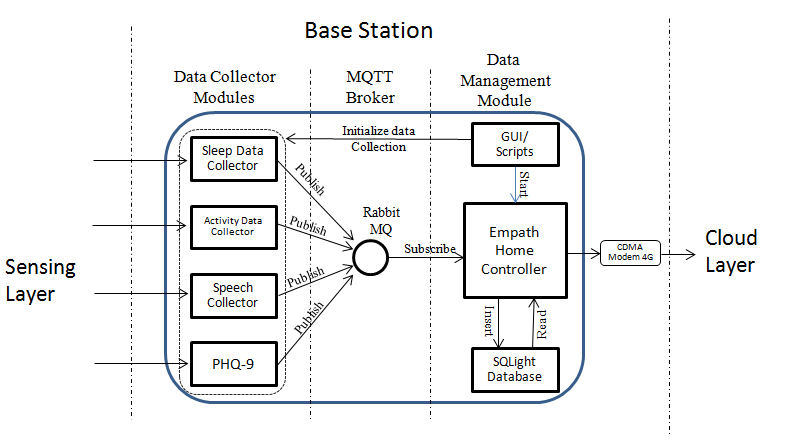 Base Station
Data Collector
Modules
MQTT
Broker
Data
Management
Module
Initialize data
Collection
GUI/
Scripts
Sleep Data
Collector
Publish
Start
Activity Data
Collector
Publish
Rabbit
MQ
Subscribe
Empath
Home
Controller
CDMA
Modem 4G
Cloud
Layer
Sensing
Layer
Speech
Collector
Publish
Publish
Insert
Read
PHQ-9
SQLight
Database